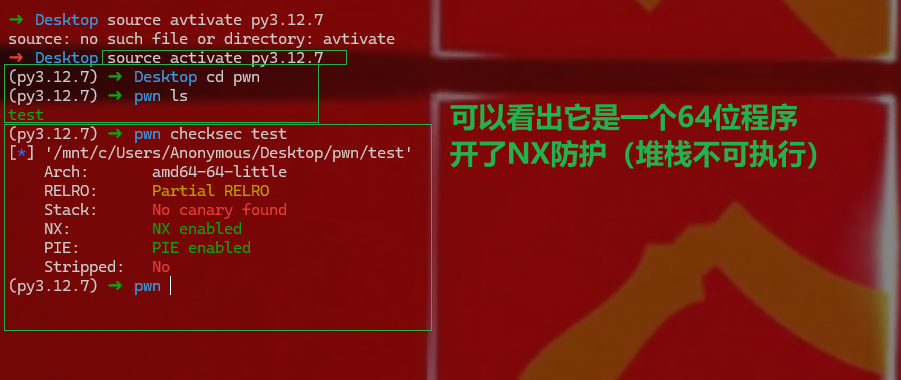 ➜ Desktop source avtivate py3.12.7
source: no such file or directory: avtivate
➜ Desktop source activate py3.12.7
(py3.12.7) ➜ Desktop cd pwn
(py3.12.7) ➜ pwn ls
test
(py3.12.7) ➜ pwn checksec test
[*] '/mnt/c/Users/Anonymous/Desktop/pwn/test'
Arch: amd64-64-little
RELRO: Partial RELRO
Stack: No canary found
NX: NX enabled
PIE: PIE enabled
Stripped: No
(py3.12.7) ➜ pwn
可以看出它是一个64位程序
开了NX防护（堆栈不可执行）